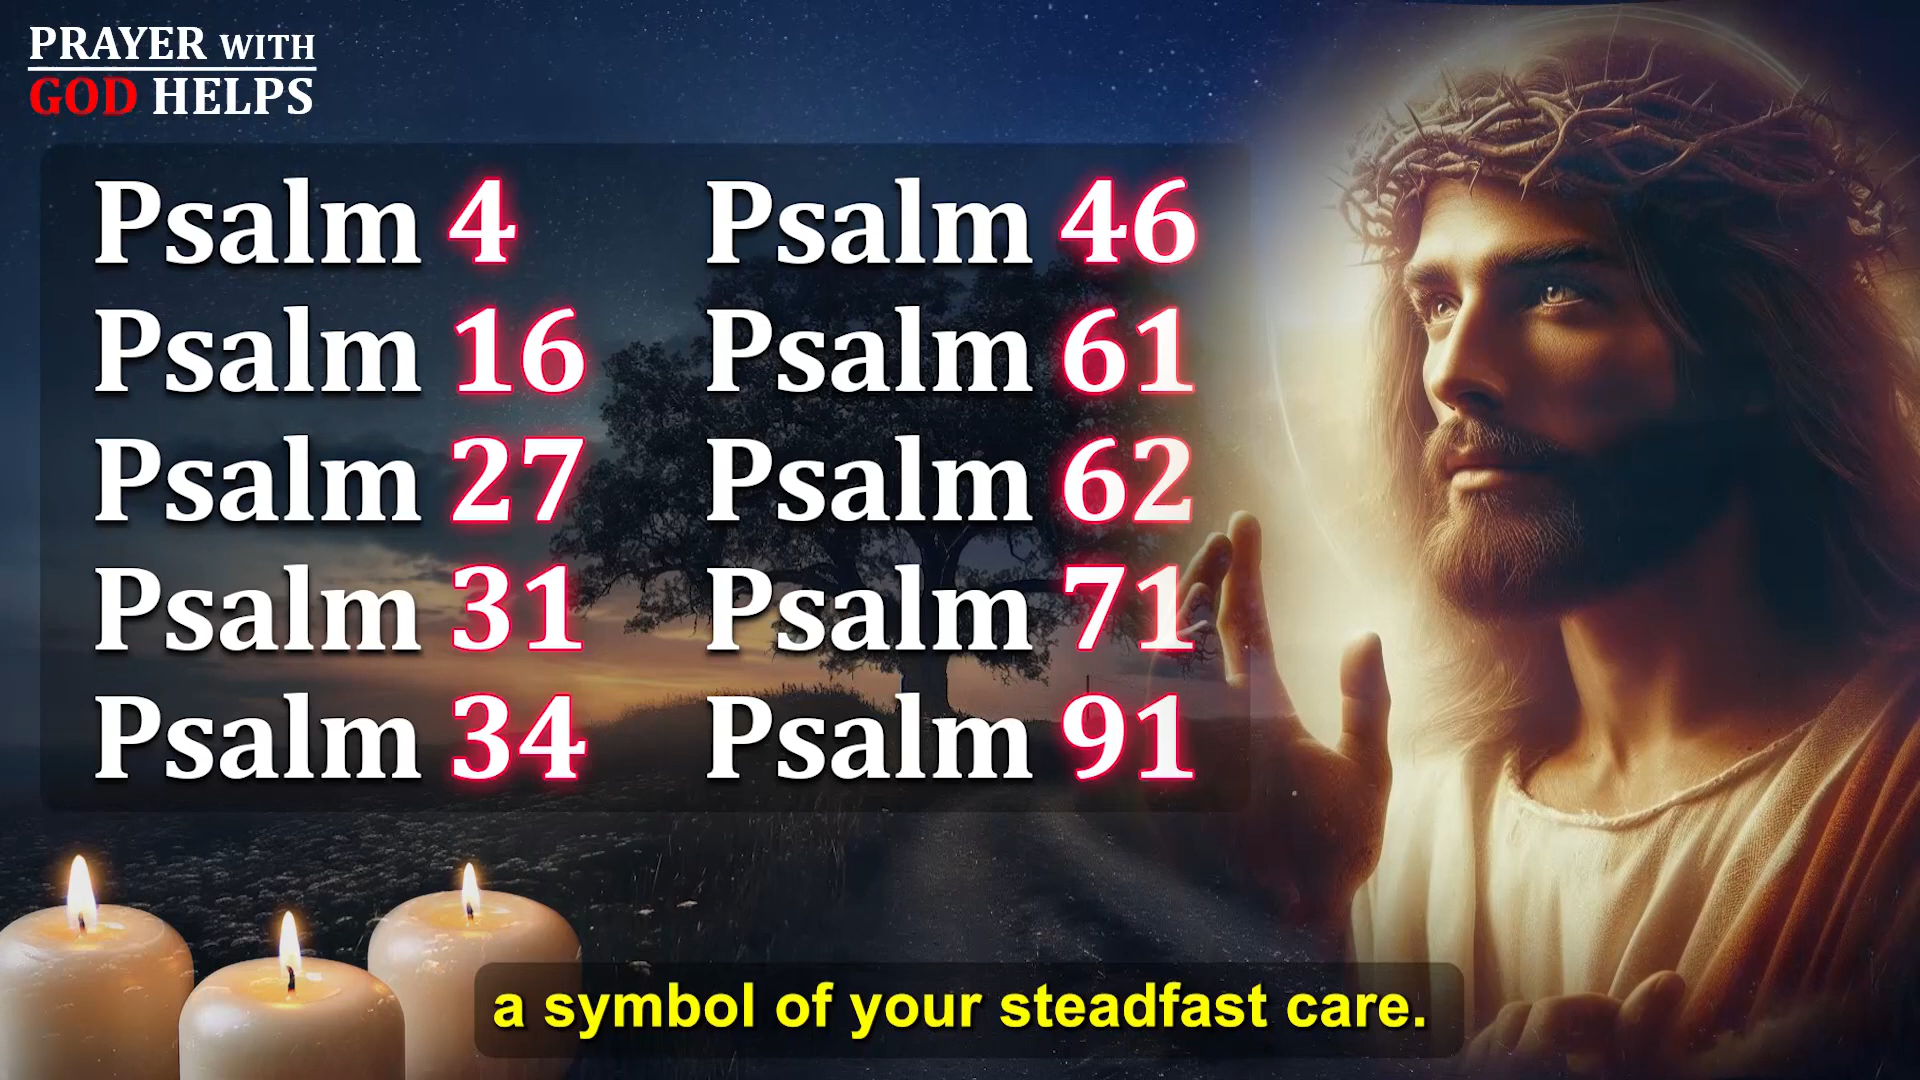 PRAYER WITH
GOD HELPS
Psalm 4
Psalm 16
Psalm 27
Psalm 31
Psalm 34
Psalm 46
Psalm 61
Psalm 62
Psalm 71
Psalm 91
a symbol of your steadfast care.